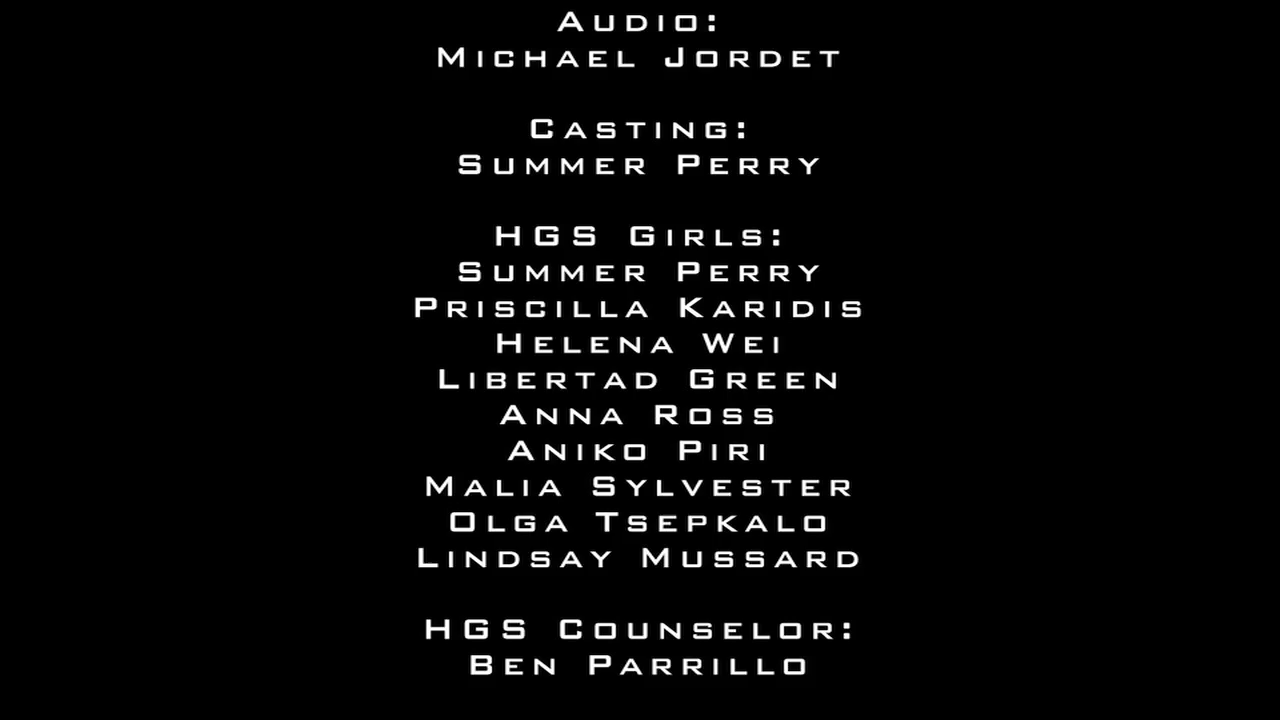 Audio:
Michael Jordet
Casting:
Summer Perry
HGS Girls:
Summer Perry
Priscilla Karidis
Helena Wei
Libertad Green
Anna Ross
Aniko Piri
Malia Sylvester
Olga Tsepkalo
Lindsay Mussard
HGS Counselor:
Ben Parrillo